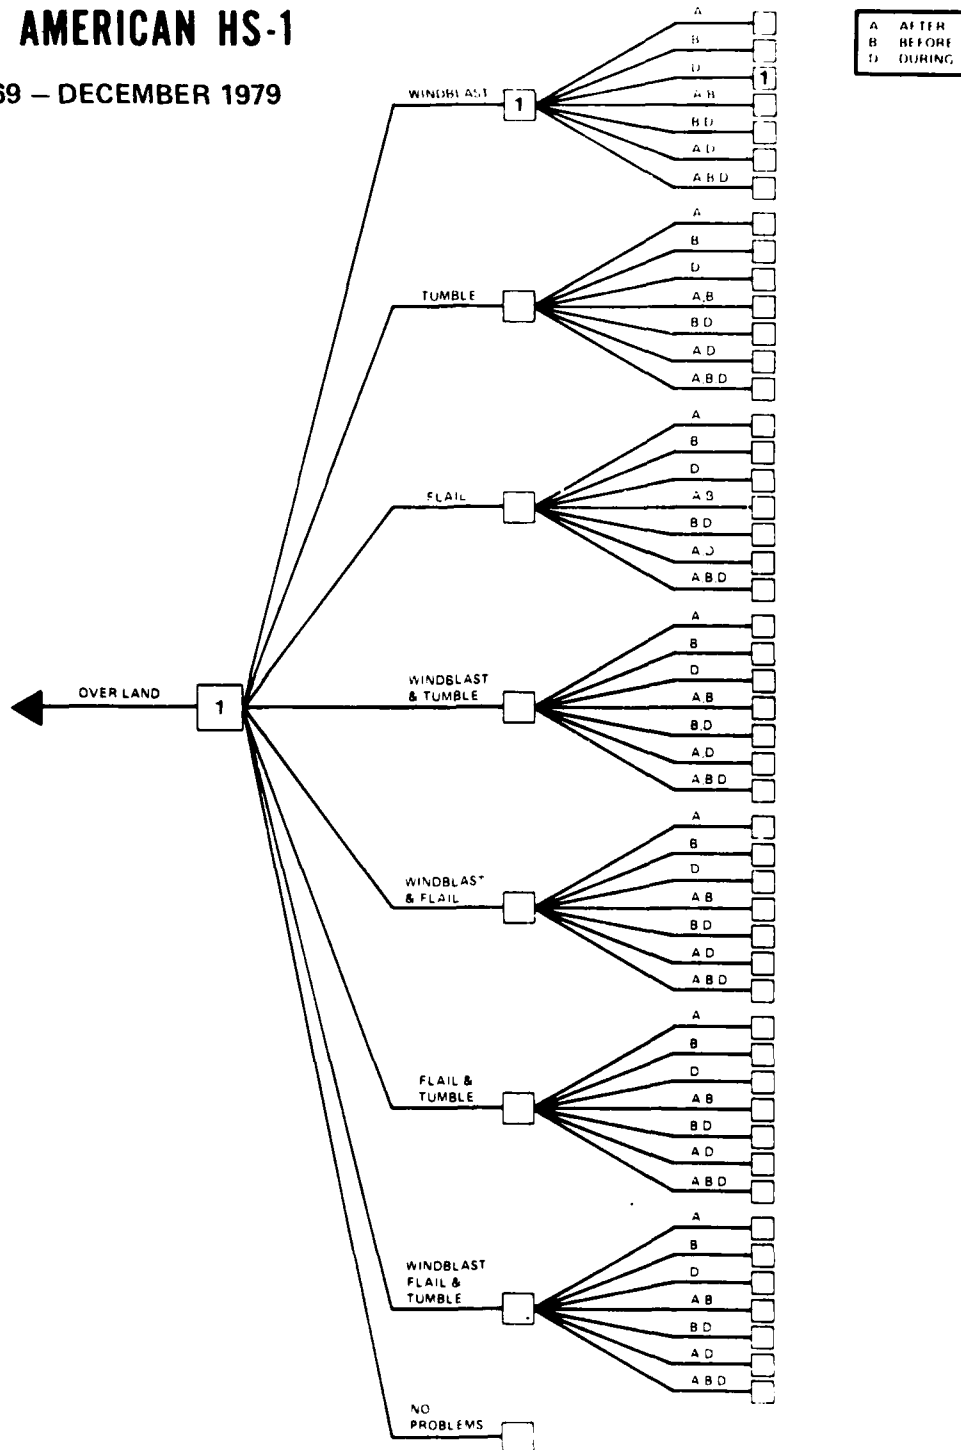 AMERICAN HS-1
69 – DECEMBER 1979
A AFTER
B BEFORE
D DURING
OVER LAND
1
WINDBLAST
1
A
B
D
1
A B
B D
A D
A B D
TUMBLE
A
B
D
A,B
B D
A D
A,B,D
FLAIL
A
B
D
A B
B D
A,D
A,B,D
WINDBLAST
& TUMBLE
A
B
D
A,B
B,D
A,D
A,B D
WINDBLAST
& FLAIL
A
B
D
A B
B D
A D
A B D
FLAIL &
TUMBLE
A
B
D
A B
B D
A D
A B D
WINDBLAST
FLAIL &
TUMBLE
A
B
D
A B
B D
A D
A B D
NO
PROBLEMS